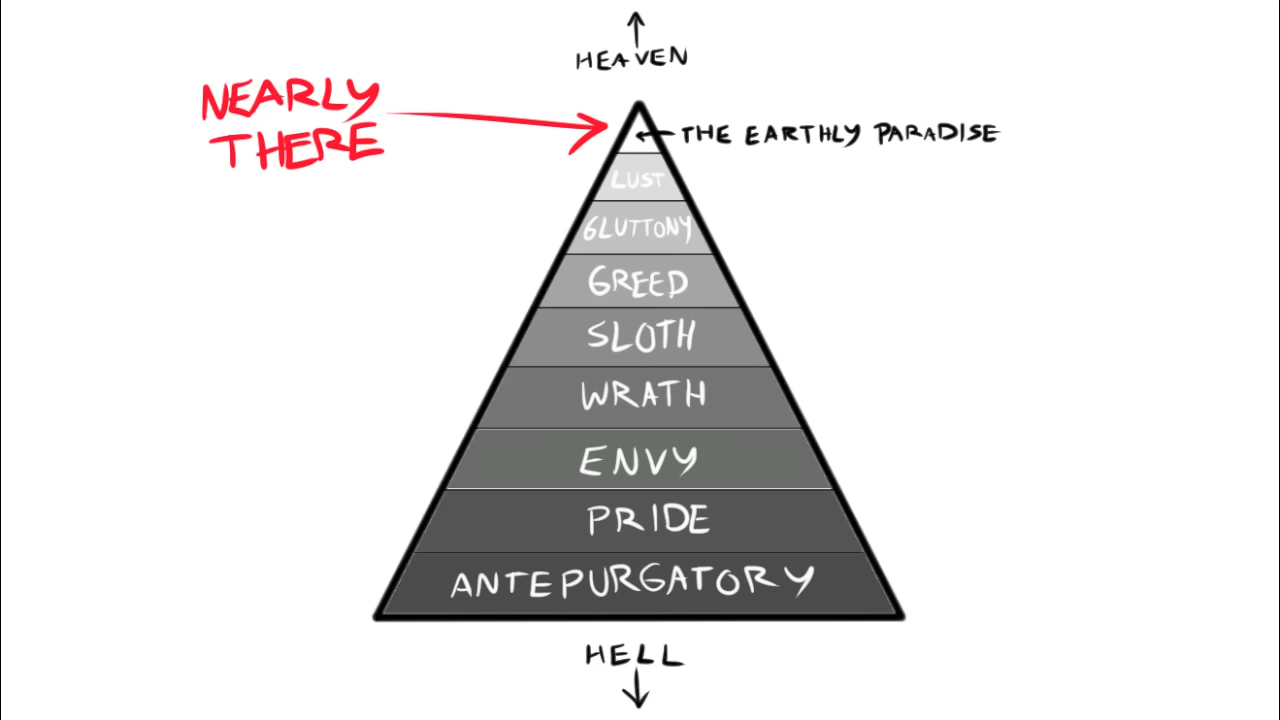 HEAVEN
NEARLY
THERE
THE EARTHLY PARADISE
LUST
GLUTTONY
GREED
SLOTH
WRATH
ENVY
PRIDE
ANTEPURGATORY
HELL